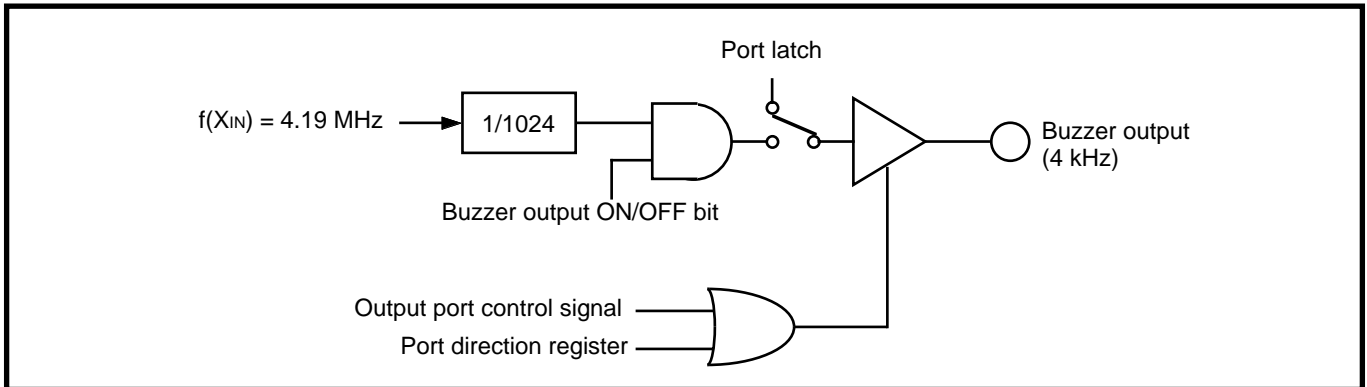 Port latch
f(XIN) = 4.19 MHz
1/1024
Buzzer output
(4 kHz)
Buzzer output ON/OFF bit
Output port control signal
Port direction register